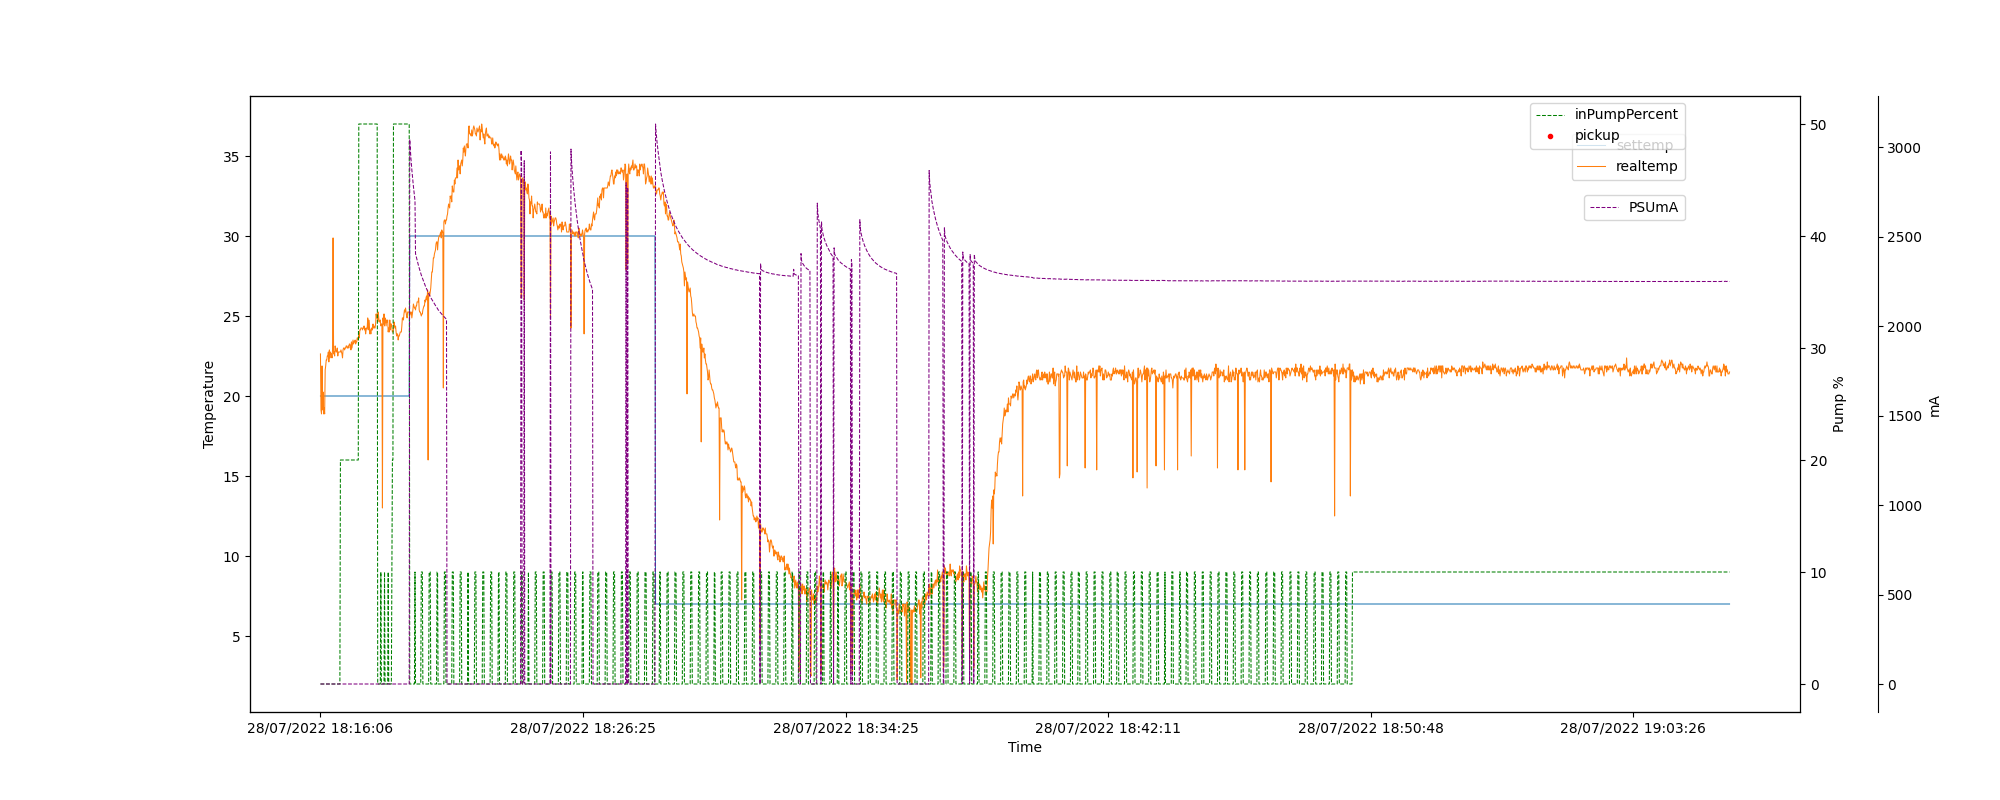 inPumpPercent
pickup
settemp
realtemp
PSUmA
35
30
25
20
15
10
5
Temperature
50
40
30
20
10
0
Pump %
3000
2500
2000
1500
1000
500
0
mA
28/07/2022 18:16:06
28/07/2022 18:26:25
28/07/2022 18:34:25
28/07/2022 18:42:11
28/07/2022 18:50:48
28/07/2022 19:03:26
Time